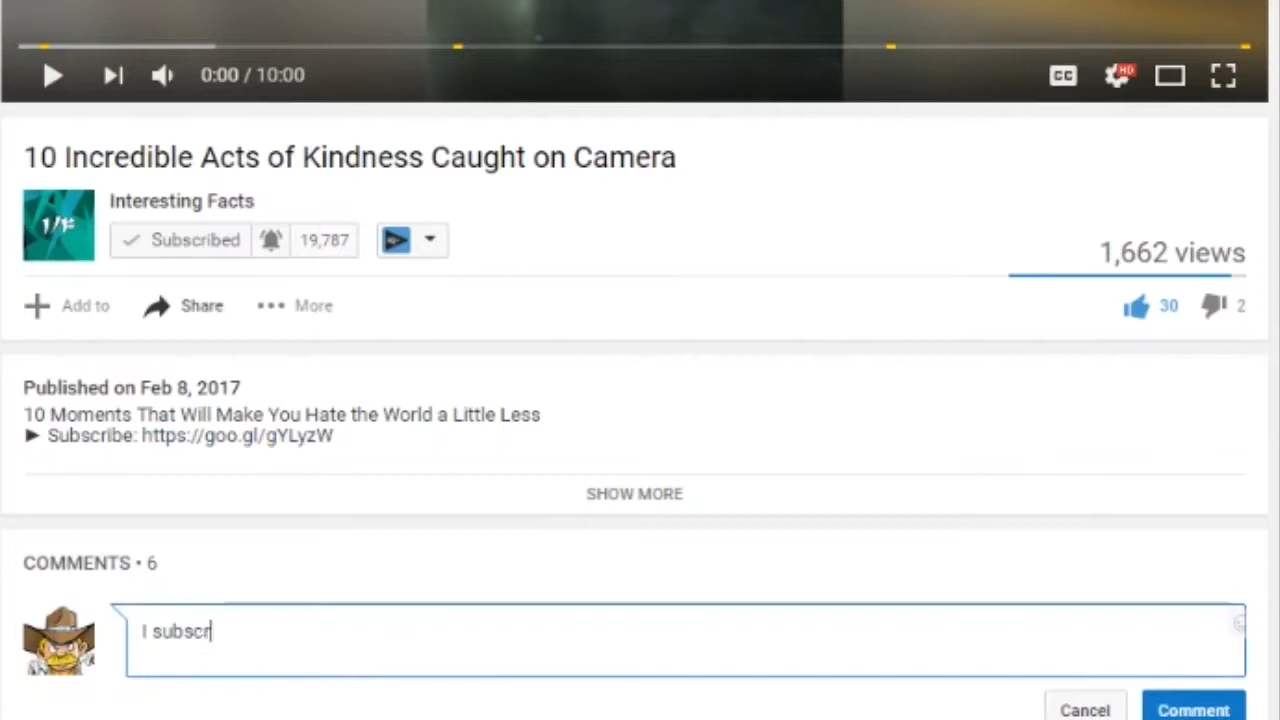 0:00 / 10:00
CC
HD
10 Incredible Acts of Kindness Caught on Camera
Interesting Facts
Subscribed 19,787
1,662 views
Add to Share More
30 2
Published on Feb 8, 2017
10 Moments That Will Make You Hate the World a Little Less
► Subscribe: https://goo.gl/gYLyzW
SHOW MORE
COMMENTS • 6
I subscr
Cancel Comment